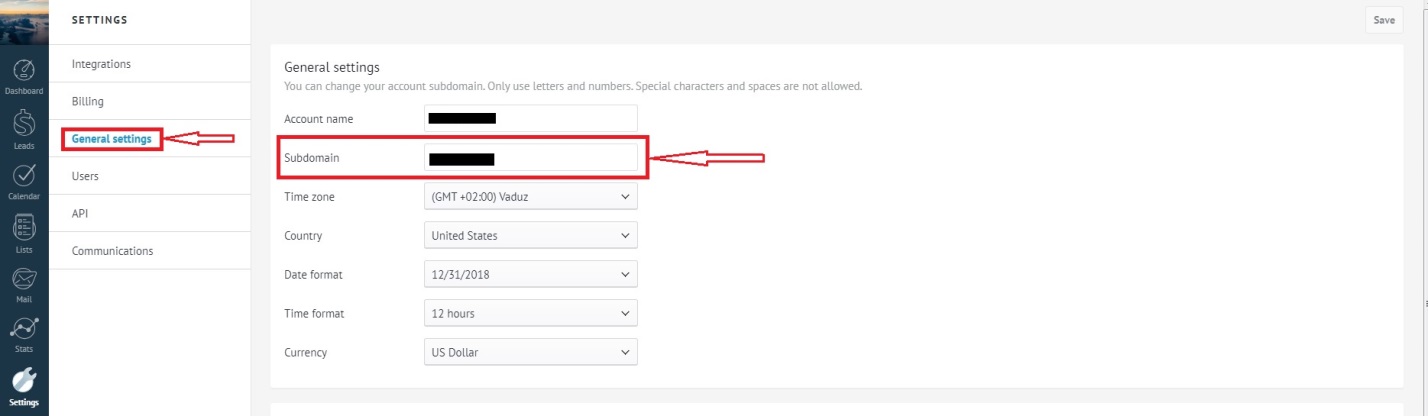 SETTINGS
Save
Dashboard
Leads
Calendar
Lists
Mail
Stats
Settings
Integrations
Billing
General settings
Users
API
Communications
General settings
You can change your account subdomain. Only use letters and numbers. Special characters and spaces are not allowed.
Account name
Subdomain
Time zone (GMT +02:00) Vaduz
Country United States
Date format 12/31/2018
Time format 12 hours
Currency US Dollar